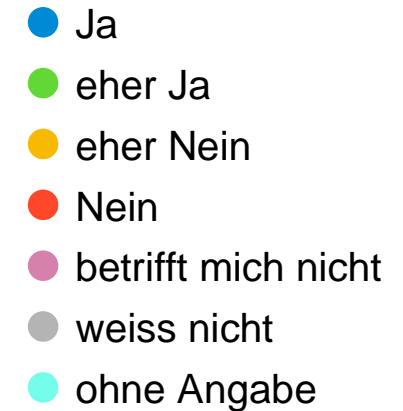 Ja
eher Ja
eher Nein
Nein
betrifft mich nicht
weiss nicht
ohne Angabe